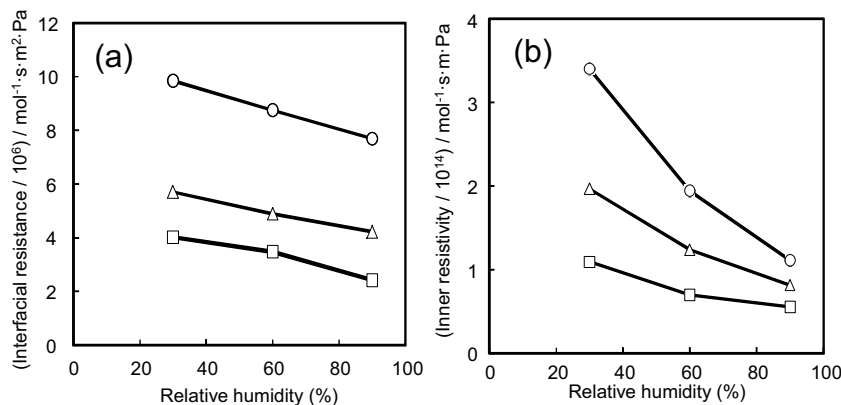 (a)
(Interfacial resistance / 10⁶) / mol⁻¹·s·m²·Pa
12
10
8
6
4
2
0
0 20 40 60 80 100
Relative humidity (%)
(b)
(Inner resistivity / 10¹⁴) / mol⁻¹·s·m·Pa
4
3
2
1
0
0 20 40 60 80 100
Relative humidity (%)